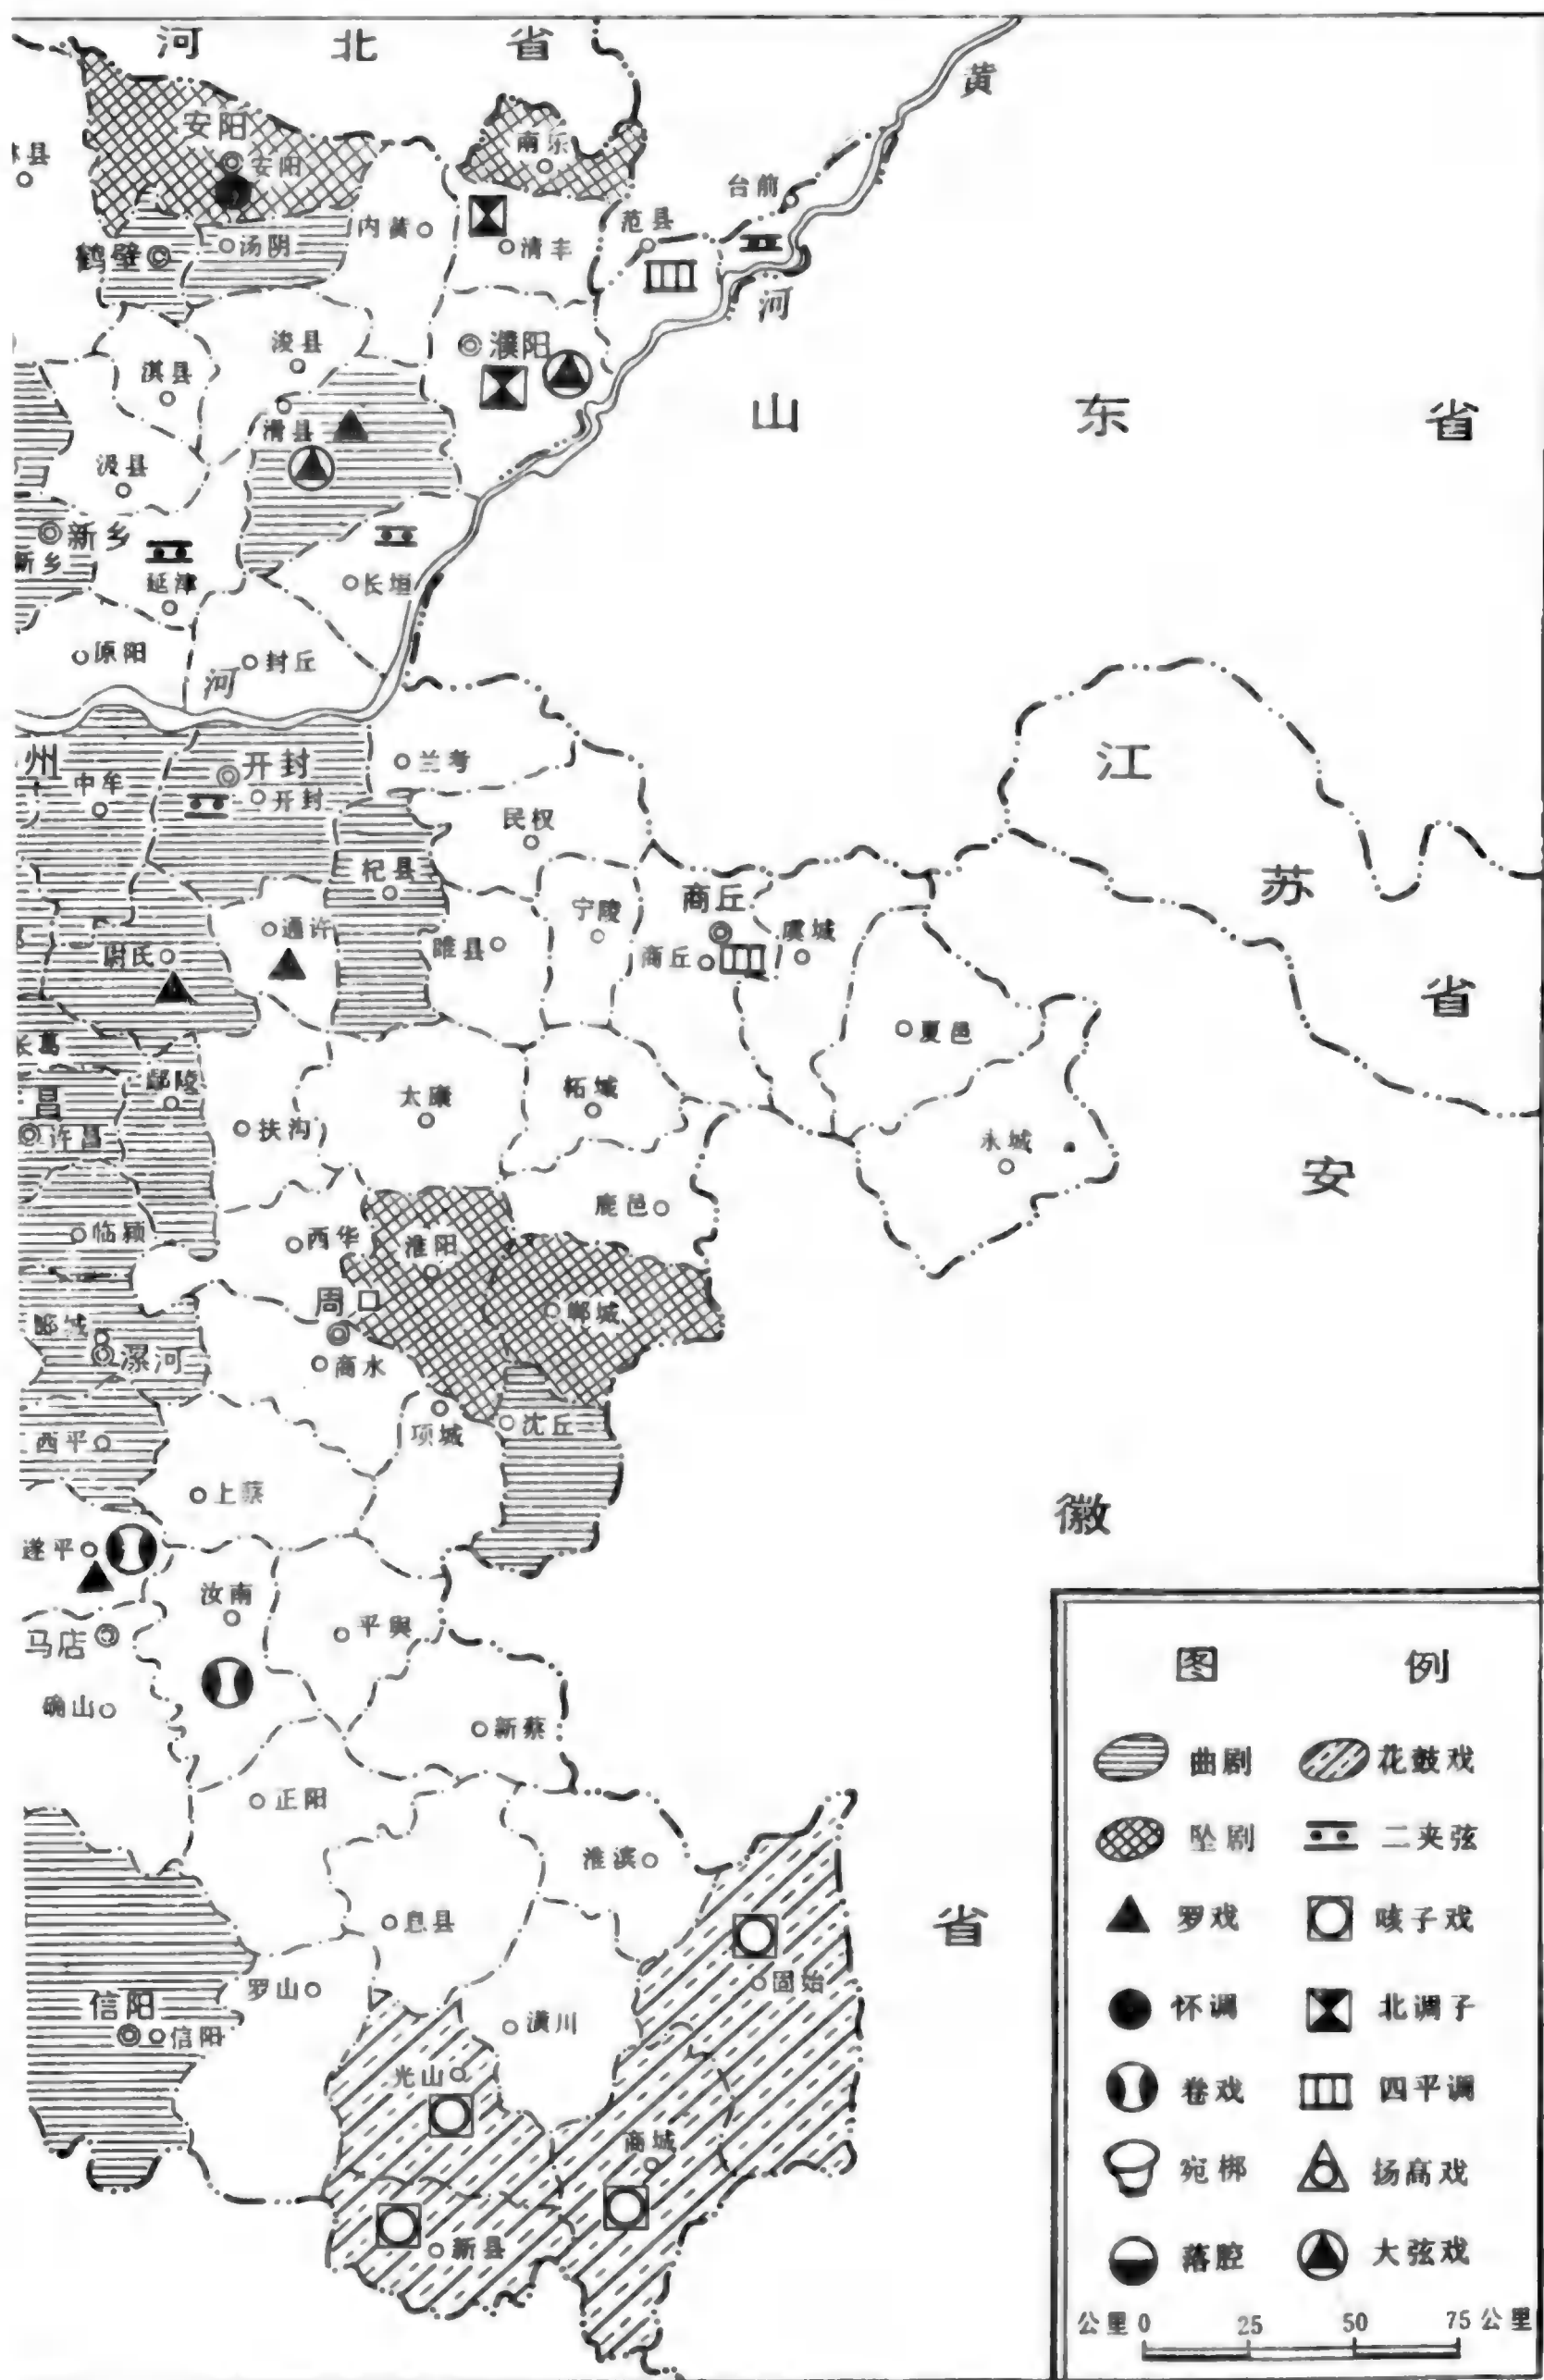 河 北 省
黄
安阳
安阳
南乐
县
台前
内黄
范县
清丰
汤阴
鹤壁
河
濮阳
浚县
淇县
山 东 省
滑县
汲县
新乡
新乡
延津
长垣
原阳
封丘
河
江
苏
省
州
中牟
开封
开封
兰考
民权
杞县
宁陵
商丘
虞城
通许
睢县
商丘
尉氏
夏邑
长葛
鄢陵
太康
柘城
昌
许昌
扶沟
永城
安
鹿邑
临颍
西华
淮阳
周口
郸城
郾城
漯河
商水
沈丘
项城
西平
上蔡
徽
遂平
汝南
平舆
马店
确山
新蔡
正阳
淮滨
息县
省
固始
罗山
信阳
信阳
潢川
光山
商城
新县
图 例
曲剧 花鼓戏
坠剧 二夹弦
罗戏 咳子戏
怀调 北调子
卷戏 四平调
宛梆 扬高戏
落腔 大弦戏
公里 0 25 50 75 公里